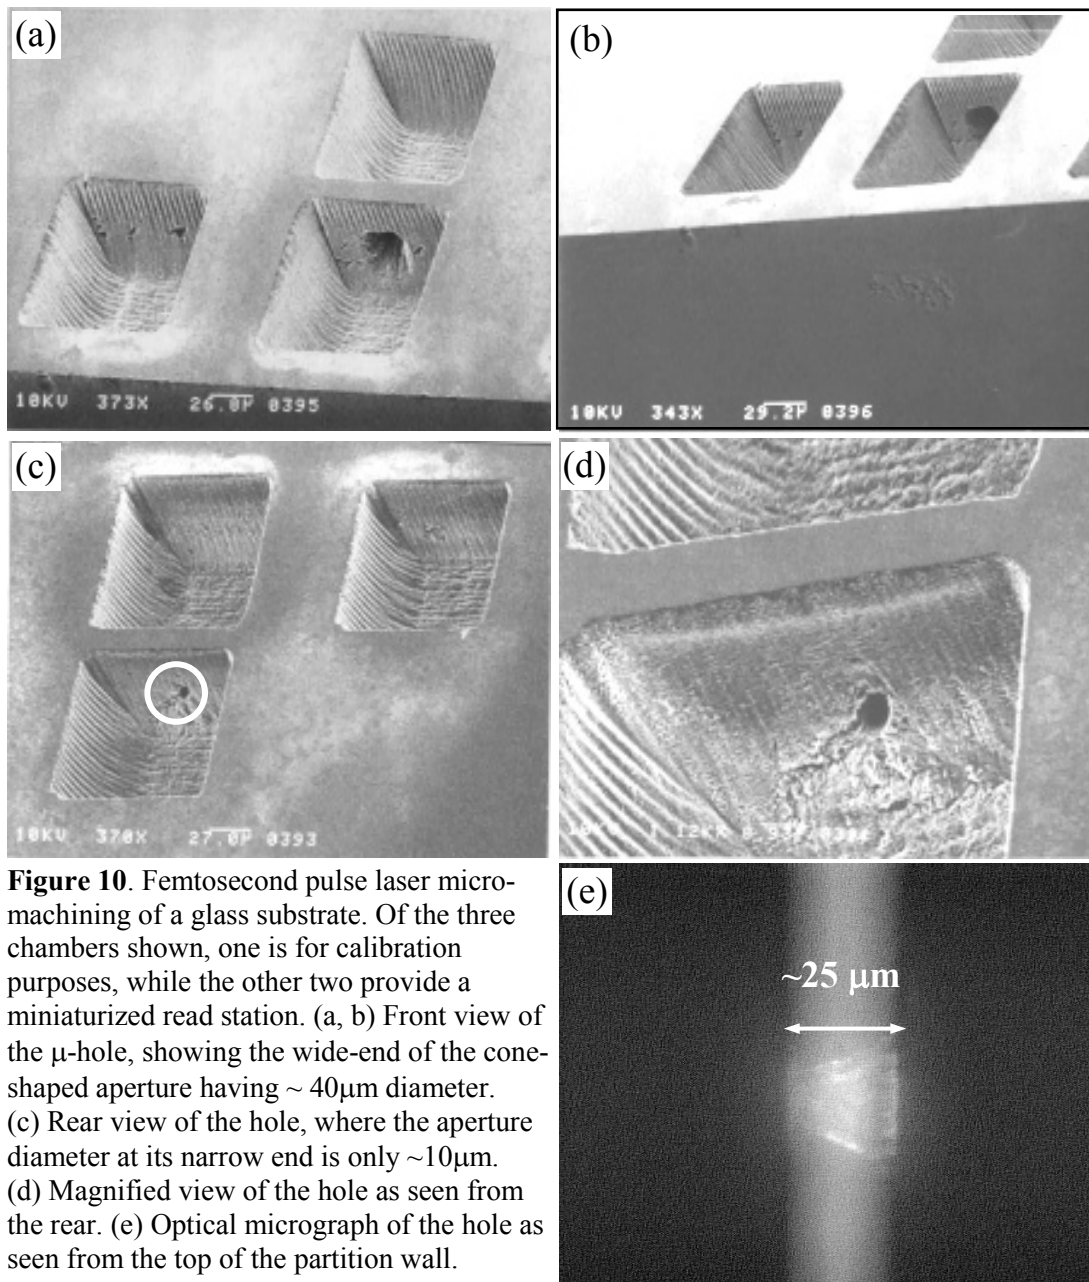 (a)
10KV 373X 26.0P 0395
(b)
10KV 343X 29.2P 0396
(c)
10KV 370X 27.0P 0393
(d)
1.12KX
(e)
~25 μm
Figure 10. Femtosecond pulse laser micro-
machining of a glass substrate. Of the three
chambers shown, one is for calibration
purposes, while the other two provide a
miniaturized read station. (a, b) Front view of
the μ-hole, showing the wide-end of the cone-
shaped aperture having ~ 40μm diameter.
(c) Rear view of the hole, where the aperture
diameter at its narrow end is only ~10μm.
(d) Magnified view of the hole as seen from
the rear. (e) Optical micrograph of the hole as
seen from the top of the partition wall.